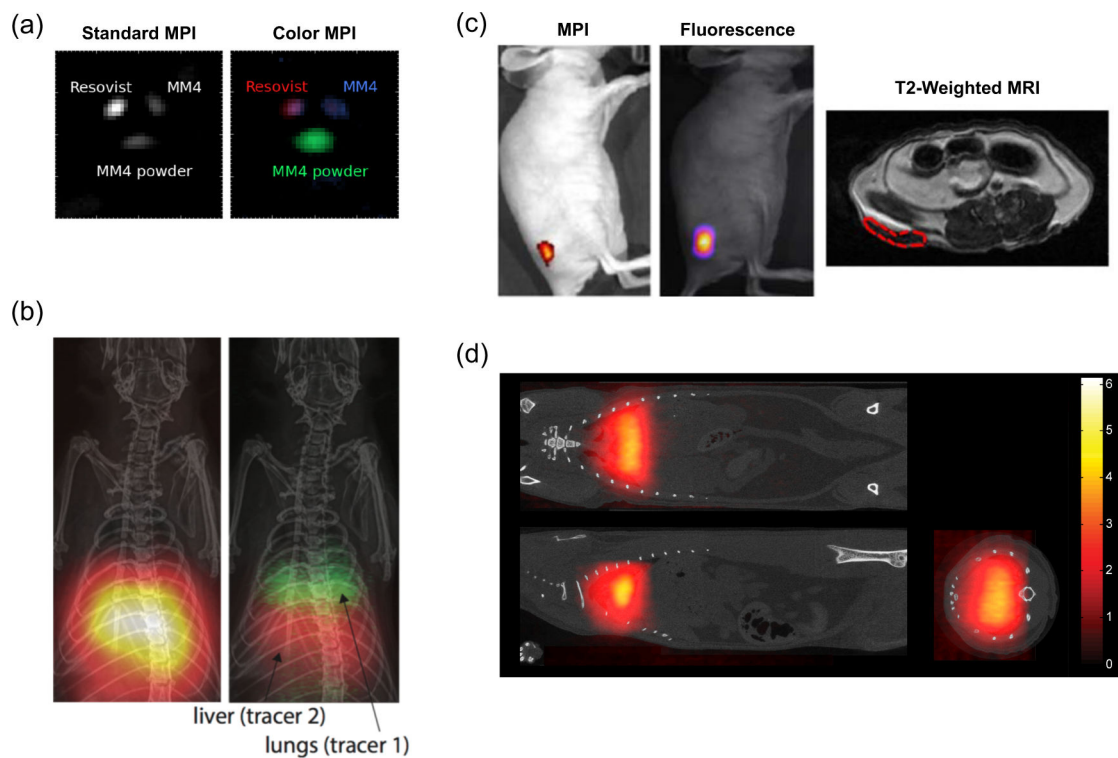 (a)
Standard MPI
Color MPI
Resovist
MM4
MM4 powder
Resovist
MM4
MM4 powder
(b)
liver (tracer 2)
lungs (tracer 1)
(c)
MPI
Fluorescence
T2-Weighted MRI
(d)
6
5
4
3
2
1
0